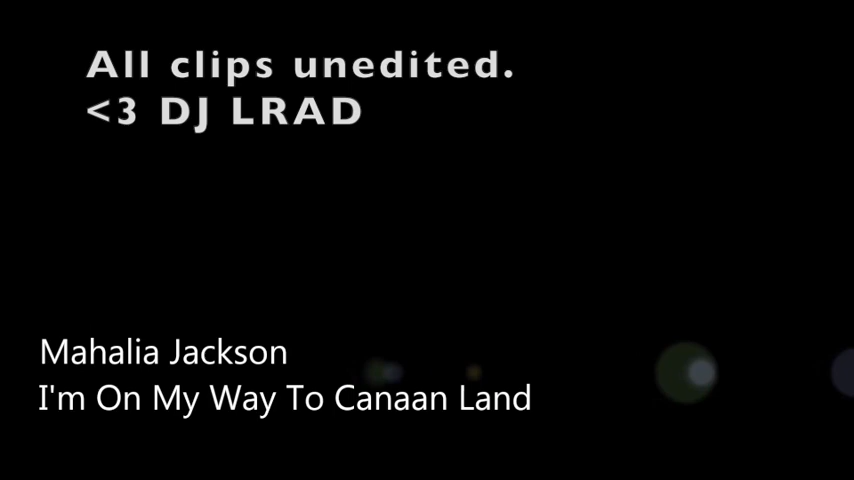 All clips unedited.
<3 DJ LRAD
Mahalia Jackson
I'm On My Way To Canaan Land